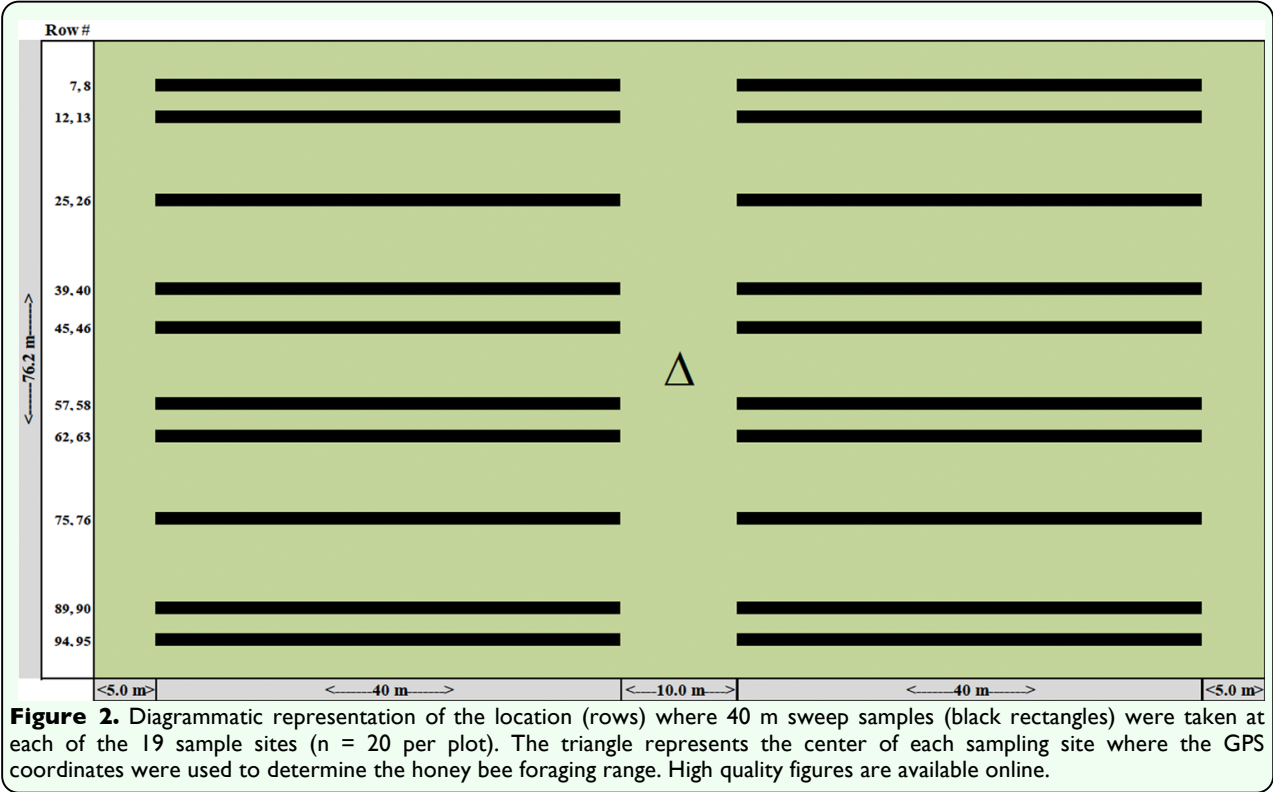 Row #
7, 8
12, 13
25, 26
39, 40
45, 46
57, 58
62, 63
75, 76
89, 90
94, 95
<------76.2 m------>
Δ
<5.0 m>
<-------40 m------->
<----10.0 m---->
<-------40 m------->
<5.0 m>
Figure 2. Diagrammatic representation of the location (rows) where 40 m sweep samples (black rectangles) were taken at
each of the 19 sample sites (n = 20 per plot). The triangle represents the center of each sampling site where the GPS
coordinates were used to determine the honey bee foraging range. High quality figures are available online.